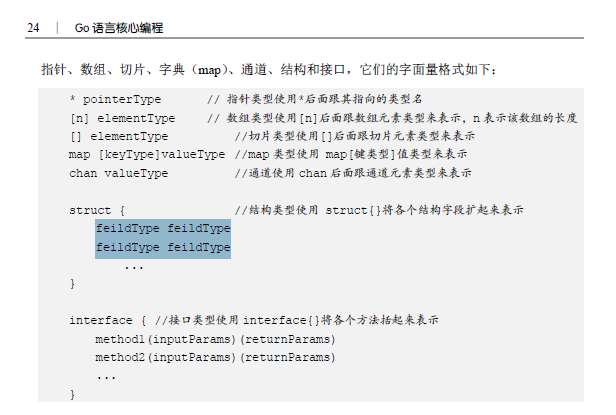 24 | Go 语言核心编程
指针、数组、切片、字典（map）、通道、结构和接口，它们的字面量格式如下：
* pointerType // 指针类型使用*后面跟其指向的类型名
[n] elementType // 数组类型使用[n]后面跟数组元素类型来表示，n 表示该数组的长度
[] elementType //切片类型使用[]后面跟切片元素类型来表示
map [keyType]valueType //map 类型使用 map[键类型]值类型来表示
chan valueType //通道使用 chan 后面跟通道元素类型来表示
struct { //结构类型使用 struct{}将各个结构字段扩起来表示
feildType feildType
feildType feildType
...
}
interface { //接口类型使用 interface{}将各个方法括起来表示
method1(inputParams)(returnParams)
method2(inputParams)(returnParams)
...
}